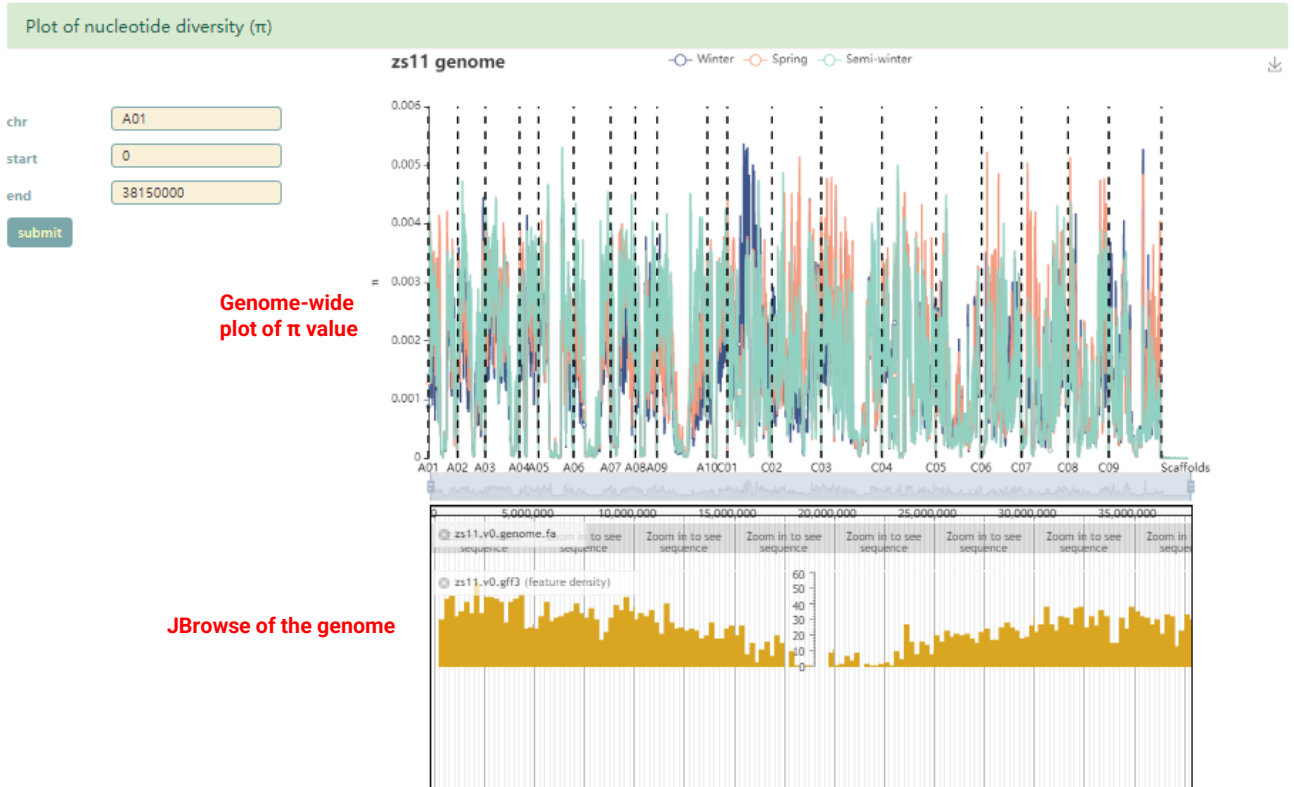 Plot of nucleotide diversity (π)
zs11 genome
Winter Spring Semi-winter
chr A01
start 0
end 38150000
submit
Genome-wide
plot of π value
π
0.006
0.005
0.004
0.003
0.002
0.001
0
A01 A02 A03 A04 A05 A06 A07 A08 A09 A10 C01 C02 C03 C04 C05 C06 C07 C08 C09 Scaffolds
0 5,000,000 10,000,000 15,000,000 20,000,000 25,000,000 30,000,000 35,000,000
zs11.v0.genome.fa
in to see Zoom in to see Zoom in to see Zoom in to see Zoom in to see Zoom in to see Zoom in
sequence sequence sequence sequence sequence sequence sequence seque
zs11.v0.gff3 (feature density)
60
50
40
30
20
10
0
JBrowse of the genome